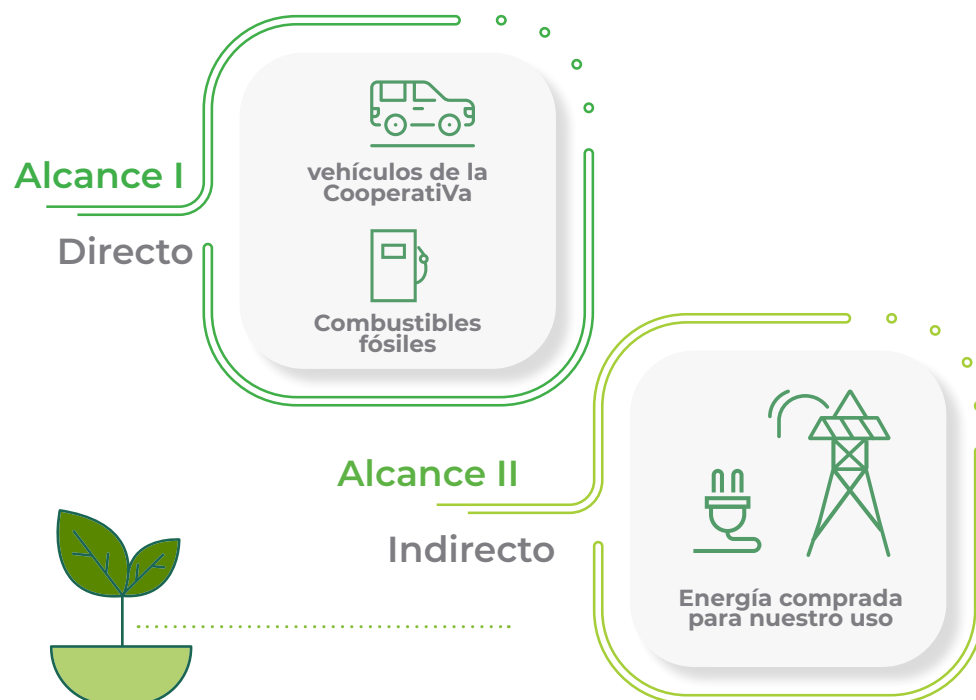 Alcance I
Directo
vehículos de la
CooperatiVa
Combustibles
fósiles
Alcance II
Indirecto
Energía comprada
para nuestro uso